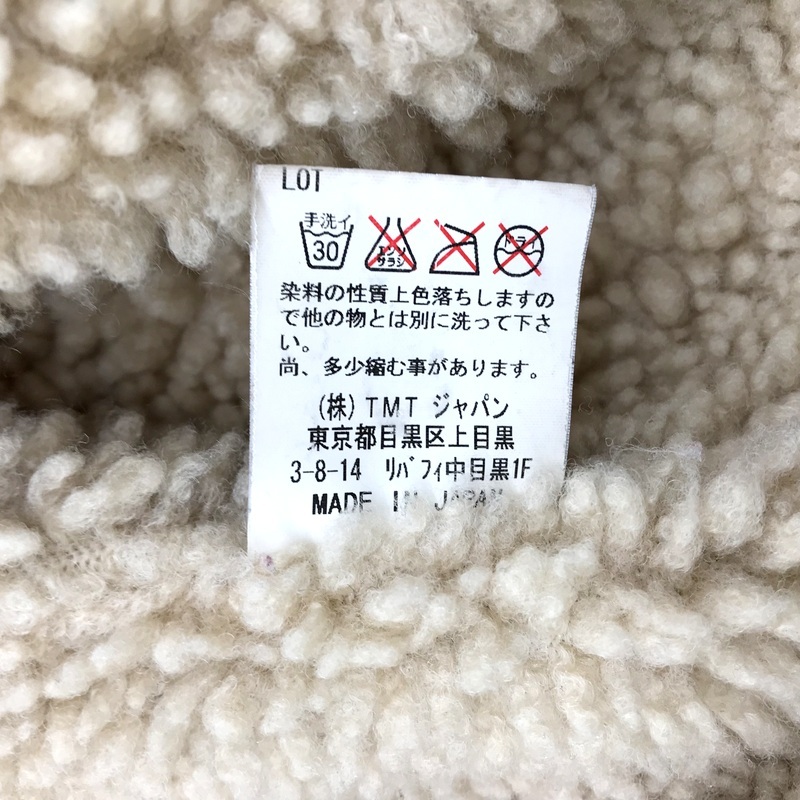 LOT
手洗イ
30
エンソ
サラシ
ドライ
染料の性質上色落ちしますの
で他の物とは別に洗って下さ
い。
尚、多少縮む事があります。
(株)TMT ジャパン
東京都目黒区上目黒
3-8-14 リバフィ中目黒1F
MADE IN JAPAN